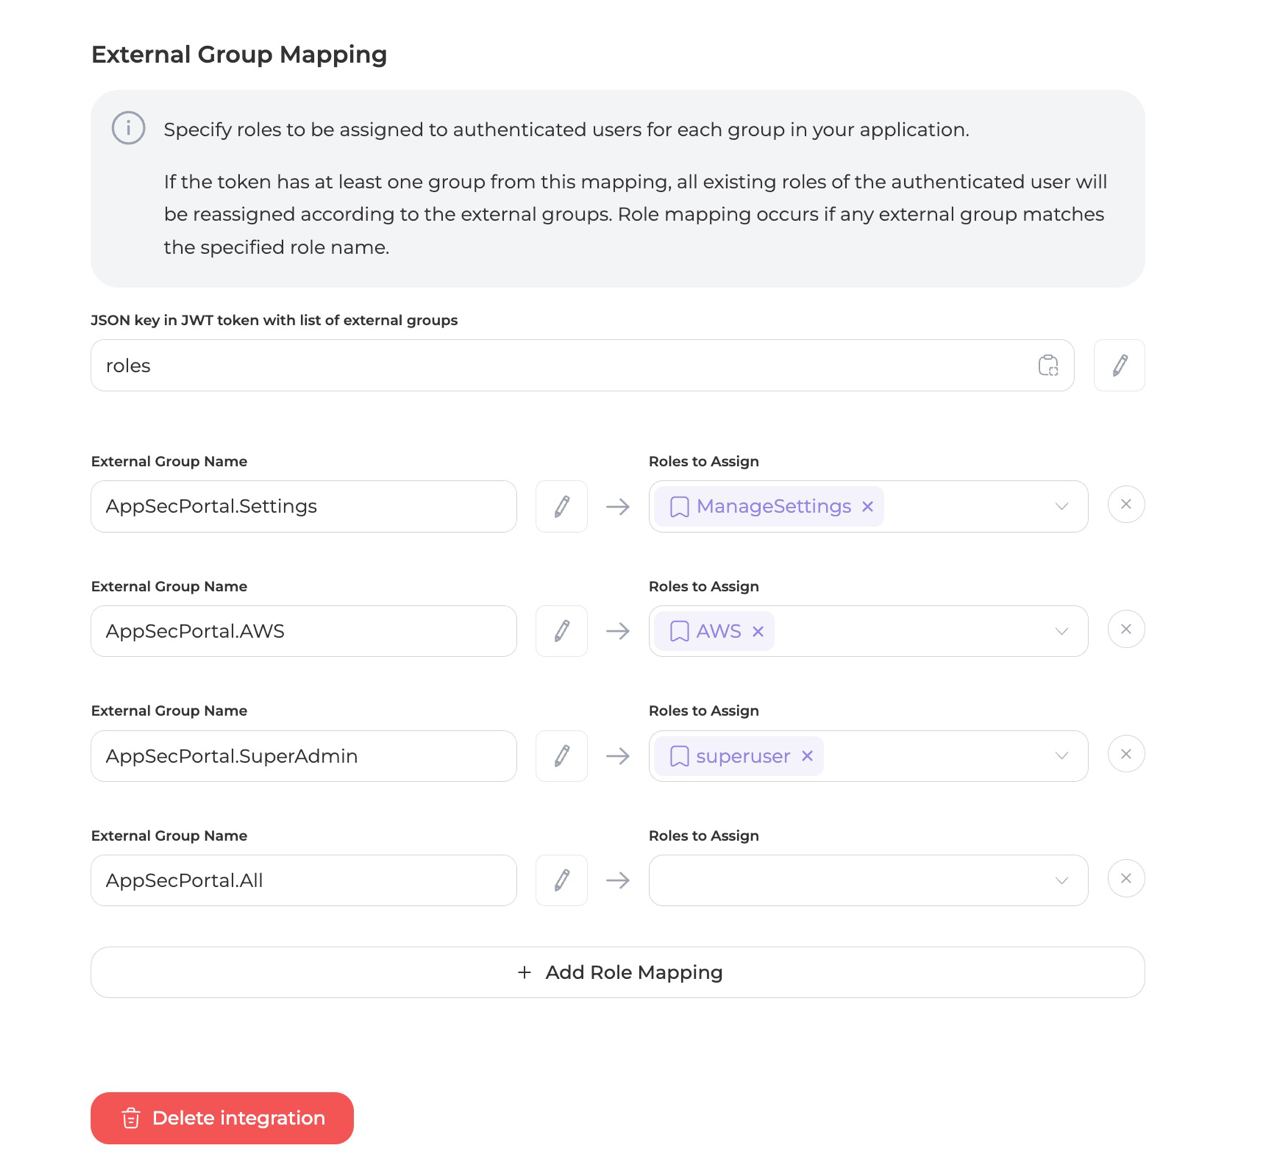 External Group Mapping
Specify roles to be assigned to authenticated users for each group in your application.
If the token has at least one group from this mapping, all existing roles of the authenticated user will
be reassigned according to the external groups. Role mapping occurs if any external group matches
the specified role name.
JSON key in JWT token with list of external groups
roles
External Group Name
Roles to Assign
AppSecPortal.Settings
ManageSettings
External Group Name
Roles to Assign
AppSecPortal.AWS
AWS
External Group Name
Roles to Assign
AppSecPortal.SuperAdmin
superuser
External Group Name
Roles to Assign
AppSecPortal.All
+ Add Role Mapping
Delete integration